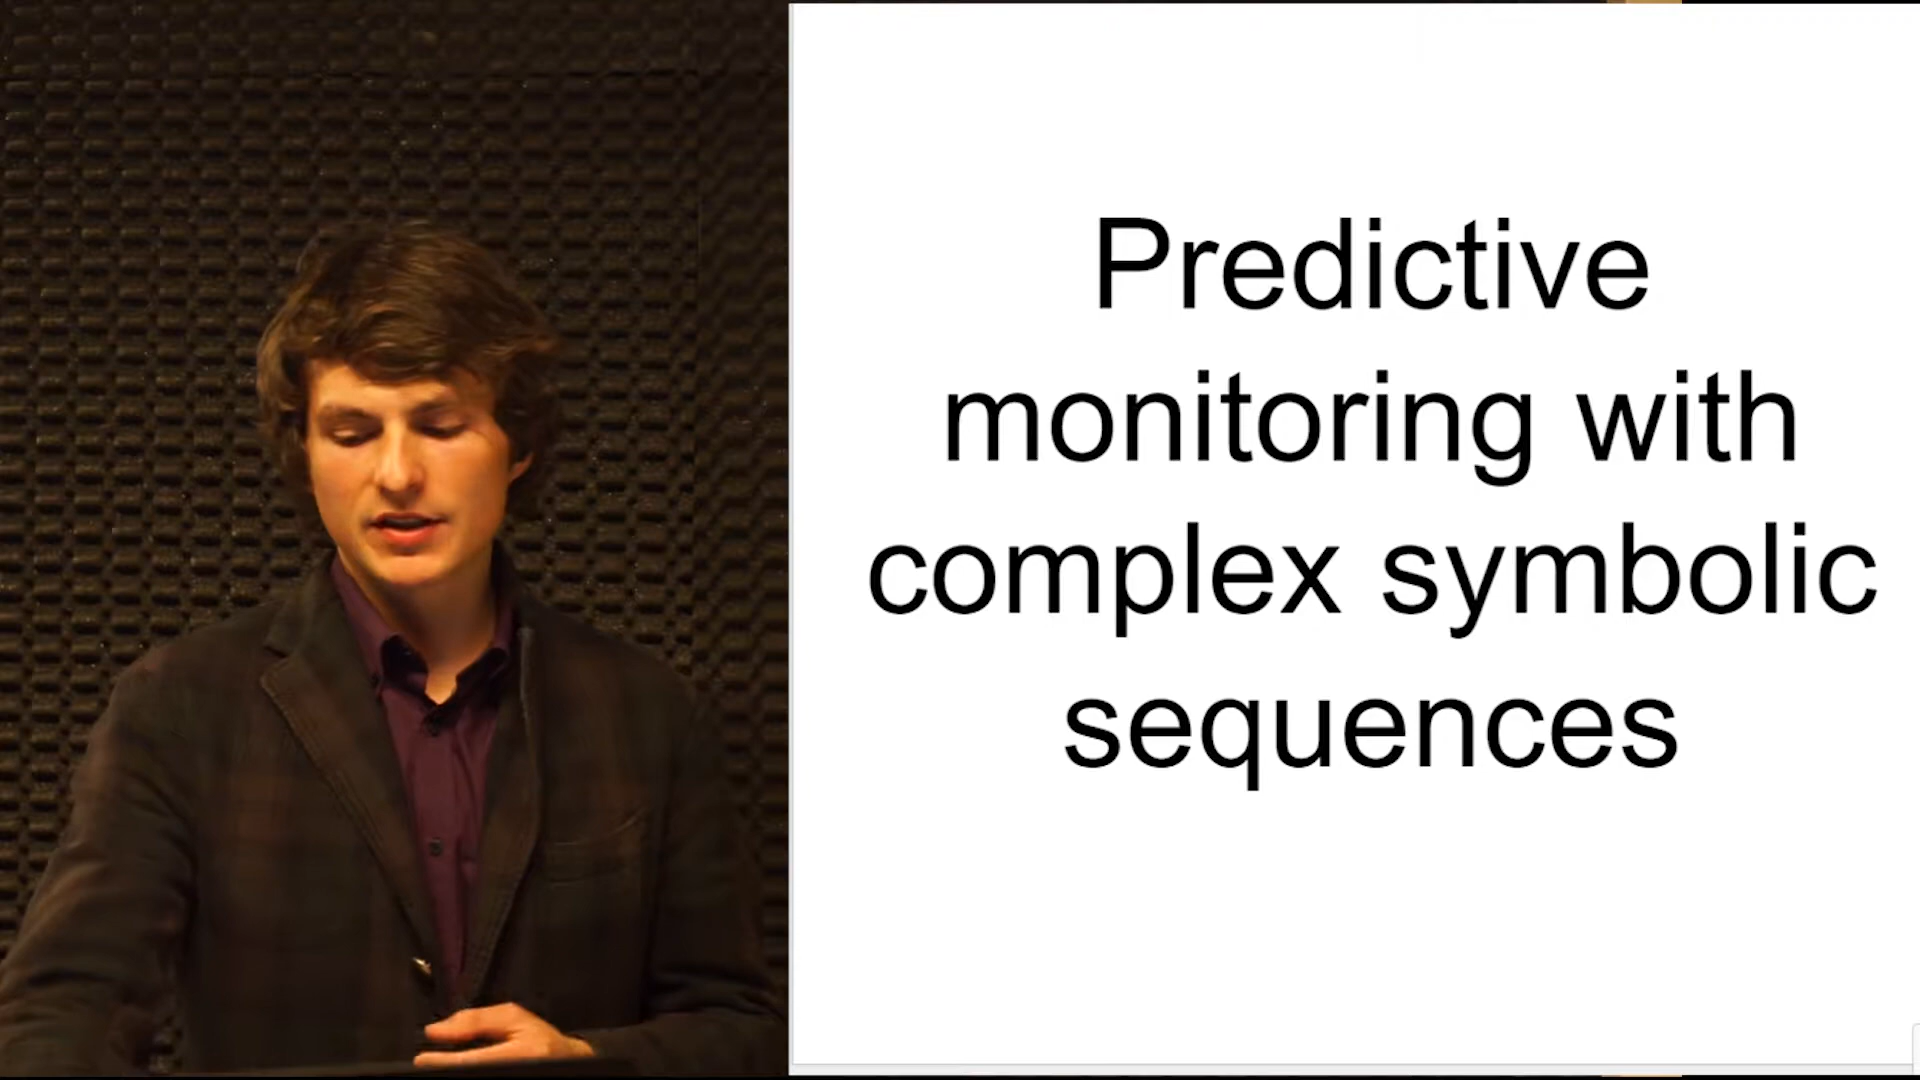 Predictive
monitoring with
complex symbolic
sequences